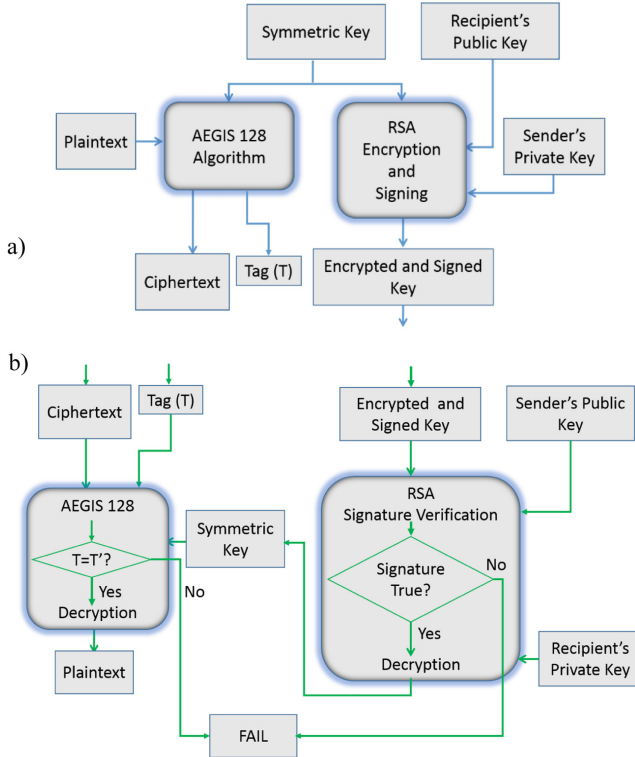 Symmetric Key
Recipient's
Public Key
Plaintext
AEGIS 128
Algorithm
RSA
Encryption
and
Signing
Sender's
Private Key
a)
Ciphertext
Tag (T)
Encrypted and Signed
Key
b)
Ciphertext
Tag (T)
Encrypted and
Signed Key
Sender's Public
Key
AEGIS 128
T=T'?
Yes
Decryption
No
Plaintext
Symmetric
Key
RSA
Signature Verification
Signature
True?
No
Yes
Decryption
Recipient's
Private Key
FAIL